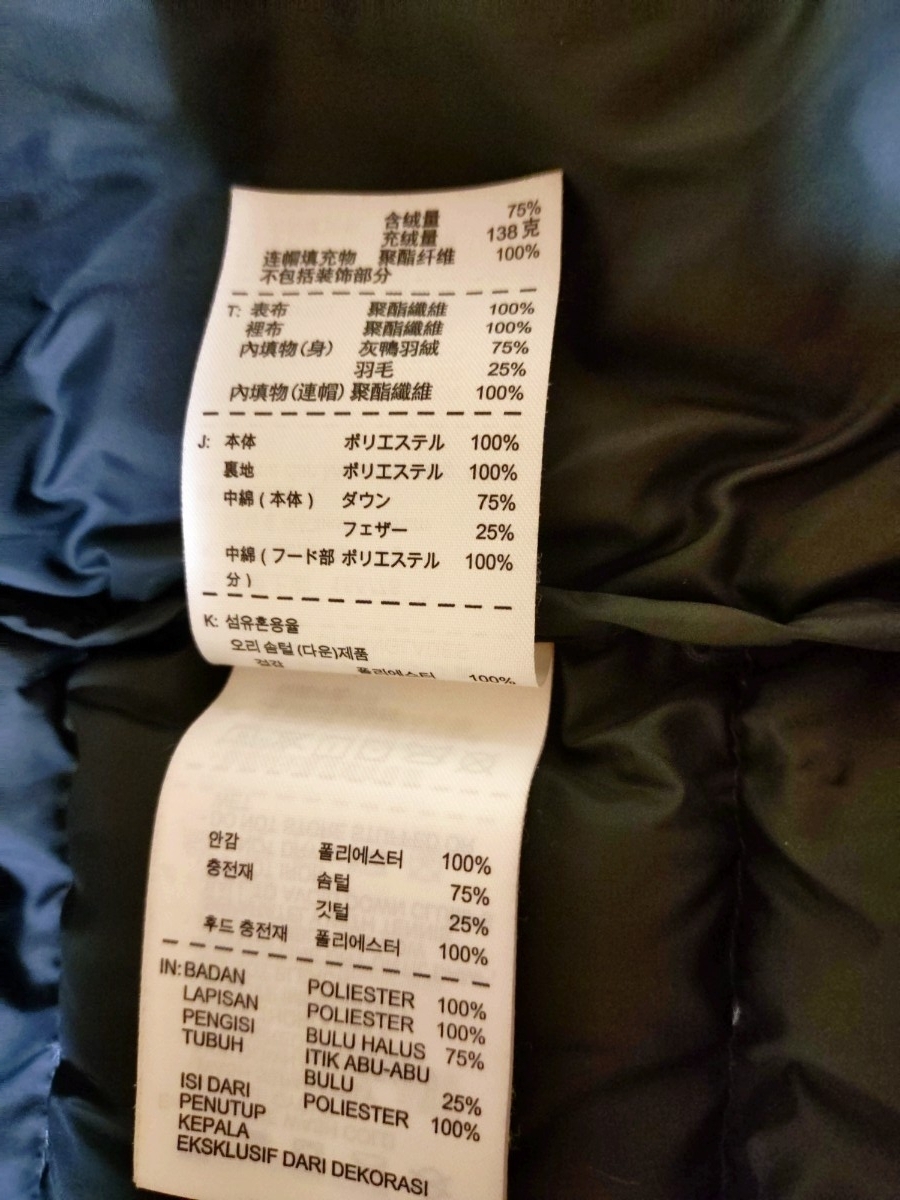 含绒量 75%
充绒量 138 克
连帽填充物 聚酯纤维 100%
不包括装饰部分
T: 表布 聚酯纖維 100%
裡布 聚酯纖維 100%
內填物(身) 灰鴨羽絨 75%
羽毛 25%
內填物(連帽) 聚酯纖維 100%
J: 本体 ポリエステル 100%
裏地 ポリエステル 100%
中綿 ( 本体 ) ダウン 75%
フェザー 25%
中綿 ( フード部 ポリエステル 100%
分 )
K: 섬유혼용율
오리 솜털 (다운)제품
겉감 폴리에스터 100%
안감 폴리에스터 100%
충전재 솜털 75%
깃털 25%
후드 충전재 폴리에스터 100%
IN: BADAN POLIESTER 100%
LAPISAN POLIESTER 100%
PENGISI BULU HALUS 75%
TUBUH ITIK ABU-ABU
BULU 25%
ISI DARI POLIESTER 100%
PENUTUP
KEPALA
EKSKLUSIF DARI DEKORASI